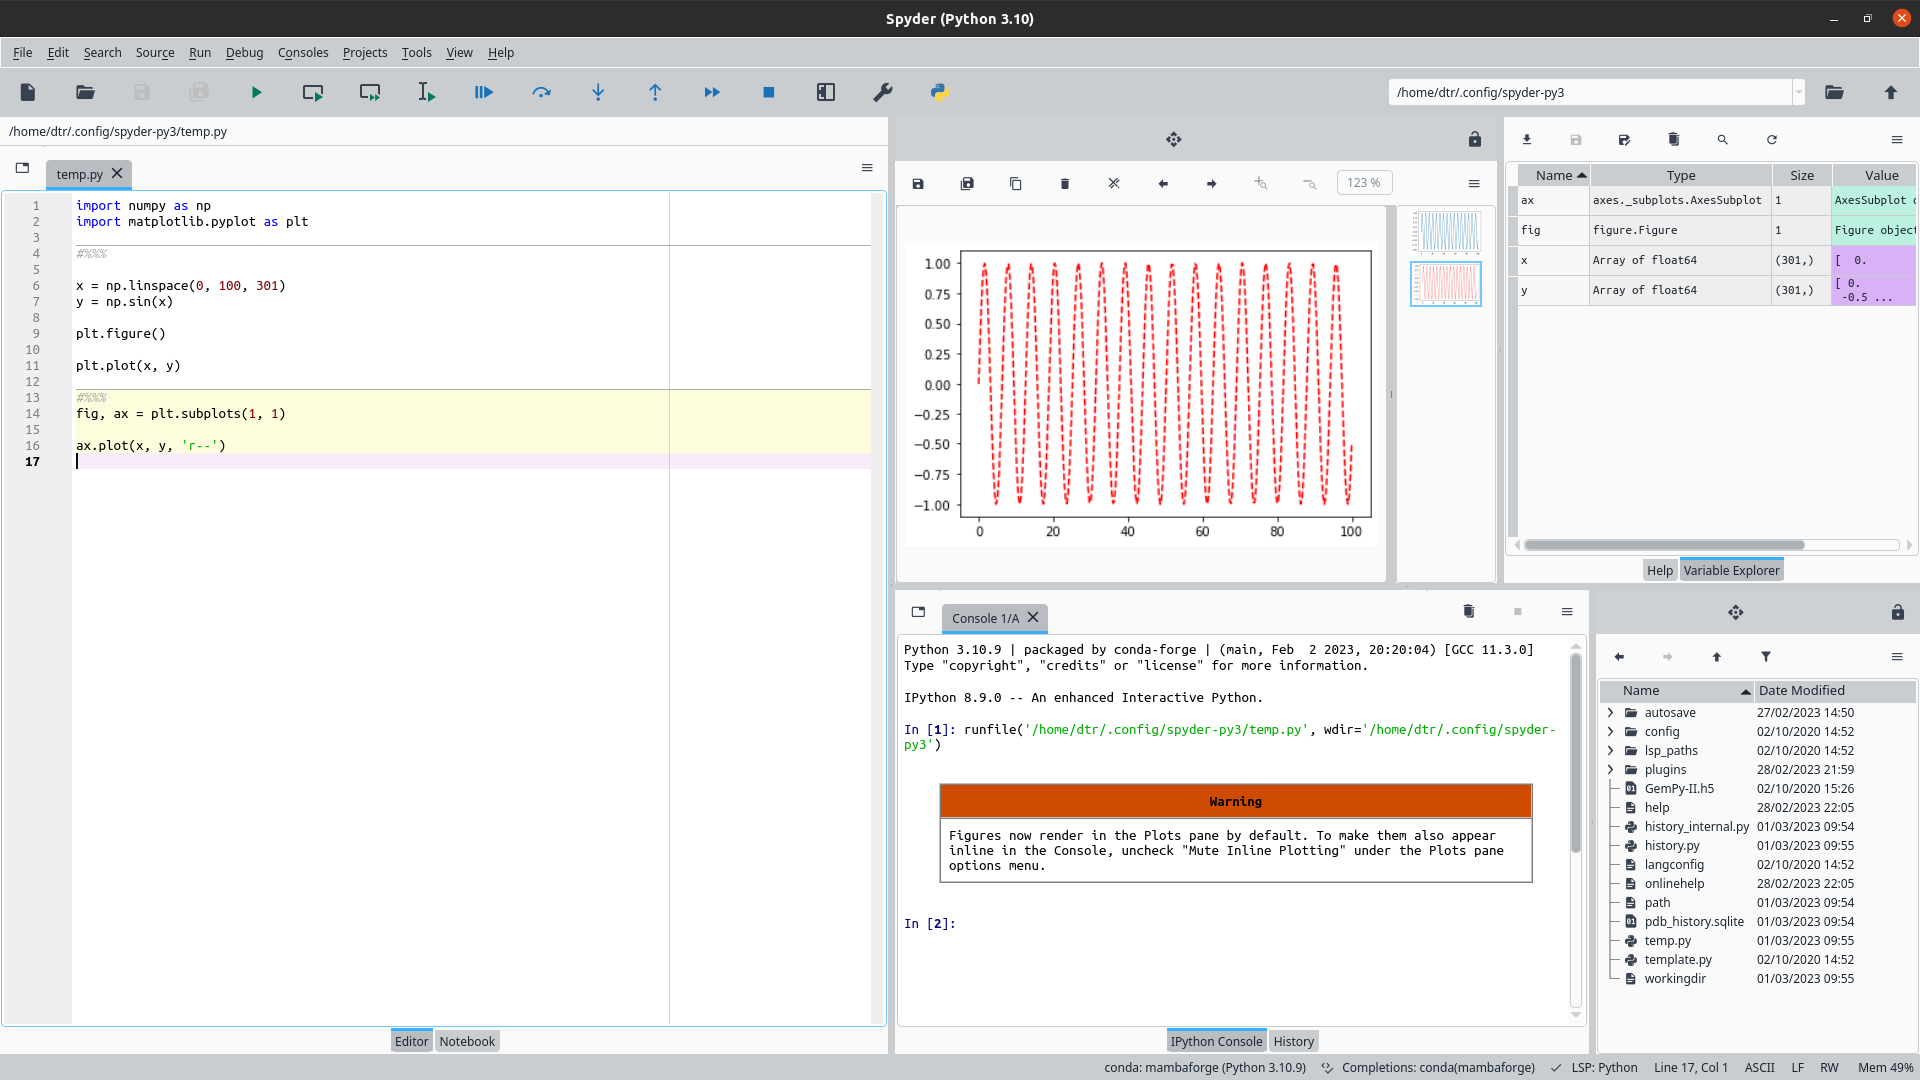 Spyder (Python 3.10)
File Edit Search Source Run Debug Consoles Projects Tools View Help
/home/dtr/.config/spyder-py3
/home/dtr/.config/spyder-py3/temp.py
temp.py
1 import numpy as np
2 import matplotlib.pyplot as plt
3
4 #%%%
5
6 x = np.linspace(0, 100, 301)
7 y = np.sin(x)
8
9 plt.figure()
10
11 plt.plot(x, y)
12
13 #%%%
14 fig, ax = plt.subplots(1, 1)
15
16 ax.plot(x, y, 'r--')
17
Editor Notebook
123 %
1.00
0.75
0.50
0.25
0.00
−0.25
−0.50
−0.75
−1.00
0 20 40 60 80 100
Name Type Size Value
ax axes._subplots.AxesSubplot 1 AxesSubplot
fig figure.Figure 1 Figure object
x Array of float64 (301,) [ 0.
y Array of float64 (301,) [ 0.
-0.5 ...
Help Variable Explorer
Console 1/A
Python 3.10.9 | packaged by conda-forge | (main, Feb 2 2023, 20:20:04) [GCC 11.3.0]
Type "copyright", "credits" or "license" for more information.
IPython 8.9.0 -- An enhanced Interactive Python.
In [1]: runfile('/home/dtr/.config/spyder-py3/temp.py', wdir='/home/dtr/.config/spyder-
py3')
Warning
Figures now render in the Plots pane by default. To make them also appear
inline in the Console, uncheck "Mute Inline Plotting" under the Plots pane
options menu.
In [2]:
IPython Console History
Name Date Modified
autosave 27/02/2023 14:50
config 02/10/2020 14:52
lsp_paths 02/10/2020 14:52
plugins 28/02/2023 21:59
GemPy-II.h5 02/10/2020 15:26
help 28/02/2023 22:05
history_internal.py 01/03/2023 09:54
history.py 01/03/2023 09:55
langconfig 02/10/2020 14:52
onlinehelp 28/02/2023 22:05
path 01/03/2023 09:54
pdb_history.sqlite 01/03/2023 09:54
temp.py 01/03/2023 09:55
template.py 02/10/2020 14:52
workingdir 01/03/2023 09:55
conda: mambaforge (Python 3.10.9) Completions: conda(mambaforge) LSP: Python Line 17, Col 1 ASCII LF RW Mem 49%